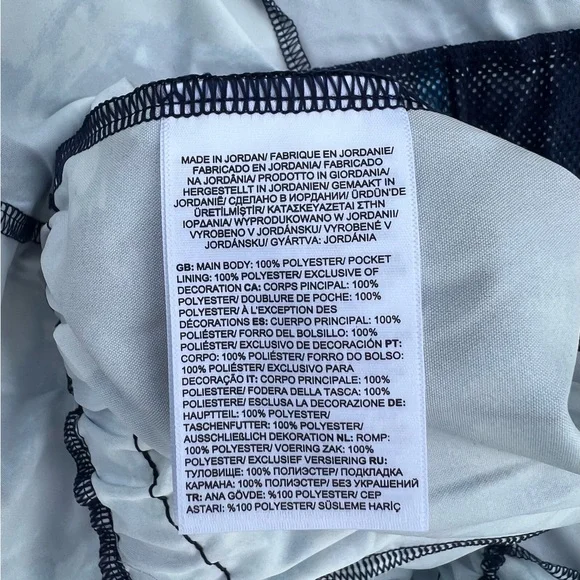 MADE IN JORDAN/ FABRIQUE EN JORDANIE/
FABRICADO EN JORDANIA/ FABRICADO
NA JORDÂNIA/ PRODOTTO IN GIORDANIA/
HERGESTELLT IN JORDANIEN/ GEMAAKT IN
JORDANIË/ СДЕЛАНО В ИОРДАНИИ/ ÜRDÜN'DE
ÜRETİLMİŞTİR/ ΚΑΤΑΣΚΕΥΑΖΕΤΑΙ ΣΤΗΝ
ΙΟΡΔΑΝΙΑ/ WYPRODUKOWANO W JORDANII/
VYROBENO V JORDÁNSKU/ VYROBENÉ V
JORDÁNSKU/ GYÁRTVA: JORDÁNIA
GB: MAIN BODY: 100% POLYESTER/ POCKET
LINING: 100% POLYESTER/ EXCLUSIVE OF
DECORATION CA: CORPS PINCIPAL: 100%
POLYESTER/ DOUBLURE DE POCHE: 100%
POLYESTER/ À L'EXCEPTION DES
DÉCORATIONS ES: CUERPO PRINCIPAL: 100%
POLIÉSTER/ FORRO DEL BOLSILLO: 100%
POLIÉSTER/ EXCLUSIVO DE DECORACIÓN PT:
CORPO: 100% POLIÉSTER/ FORRO DO BOLSO:
100% POLIÉSTER/ EXCLUSIVO PARA
DECORAÇÃO IT: CORPO PRINCIPALE: 100%
POLIESTERE/ FODERA DELLA TASCA: 100%
POLIESTERE/ ESCLUSA LA DECORAZIONE DE:
HAUPTTEIL: 100% POLYESTER/
TASCHENFUTTER: 100% POLYESTER/
AUSSCHLIEßLICH DEKORATION NL: ROMP:
100% POLYESTER/ VOERING ZAK: 100%
POLYESTER/ EXCLUSIEF VERSIERING RU:
ТУЛОВИЩЕ: 100% ПОЛИЭСТЕР/ ПОДКЛАДКА
КАРМАНА: 100% ПОЛИЭСТЕР/ БЕЗ УКРАШЕНИЙ
TR: ANA GÖVDE: %100 POLYESTER/ CEP
ASTARI: %100 POLYESTER/ SÜSLEME HARİÇ